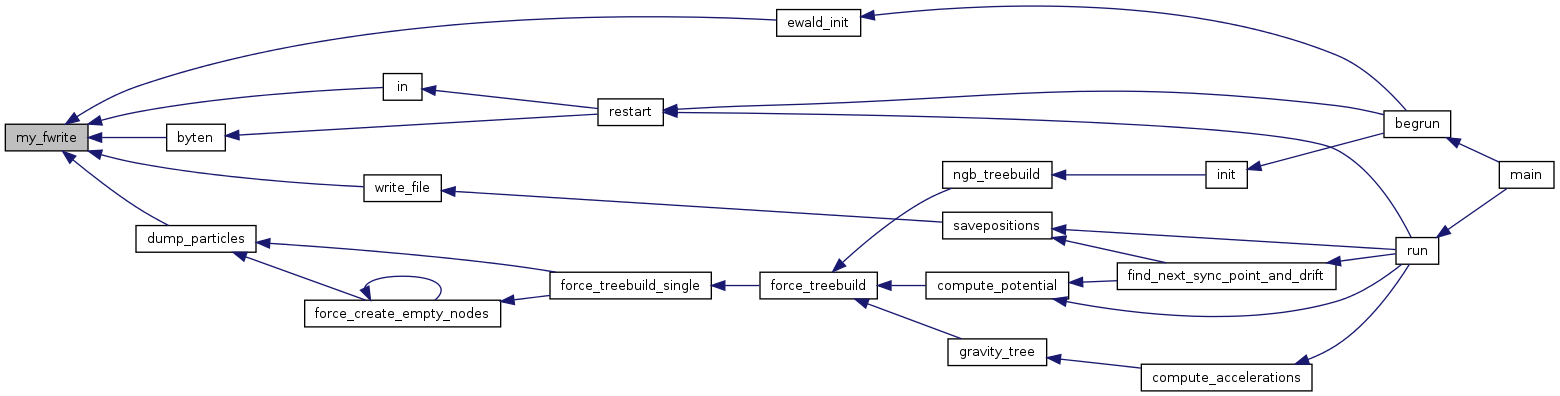 ewald_init
in
restart
begrun
my_fwrite
byten
ngb_treebuild
init
main
write_file
savepositions
dump_particles
run
find_next_sync_point_and_drift
force_treebuild_single
force_treebuild
compute_potential
force_create_empty_nodes
gravity_tree
compute_accelerations